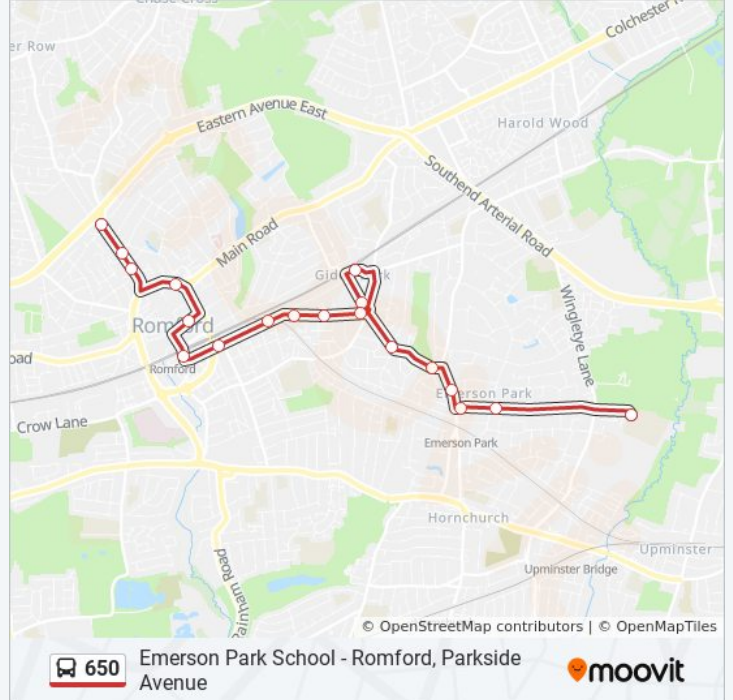 Chase Cross
Colchester
er Row
Eastern Avenue East
Harold Wood
Southend Arterial Road
Main Road
Gidea Park
Wingletye Lane
Romford
oad
Romford
Emerson Park
Crow Lane
Emerson Park
Hornchurch
Upminster
Upminster Bridge
ainham Road
© OpenStreetMap contributors | © OpenMapTiles
650
Emerson Park School - Romford, Parkside
Avenue
moovit